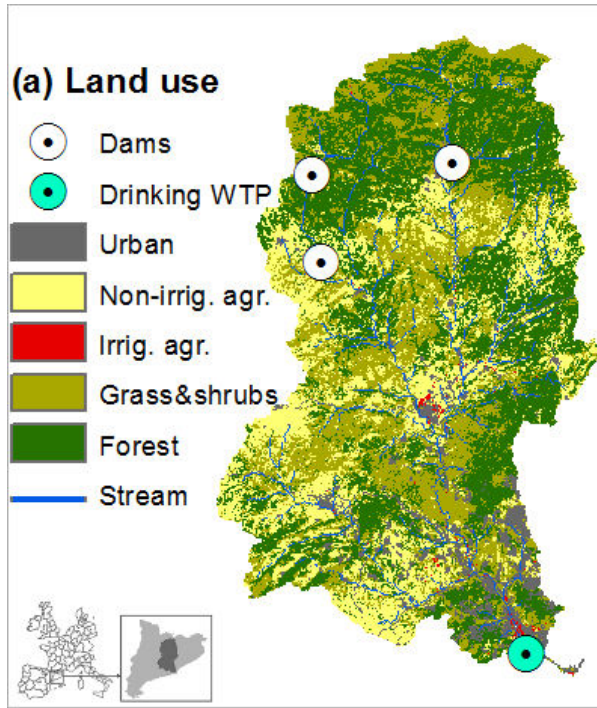 (a) Land use
Dams
Drinking WTP
Urban
Non-irrig. agr.
Irrig. agr.
Grass&shrubs
Forest
Stream